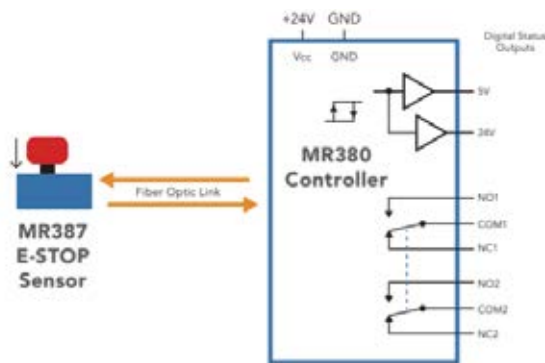 +24V GND
Digital Status
Outputs
Vcc GND
5V
24V
MR380
Controller
Fiber Optic Link
MR387
E-STOP
Sensor
NO1
COM1
NC1
NO2
COM2
NC2